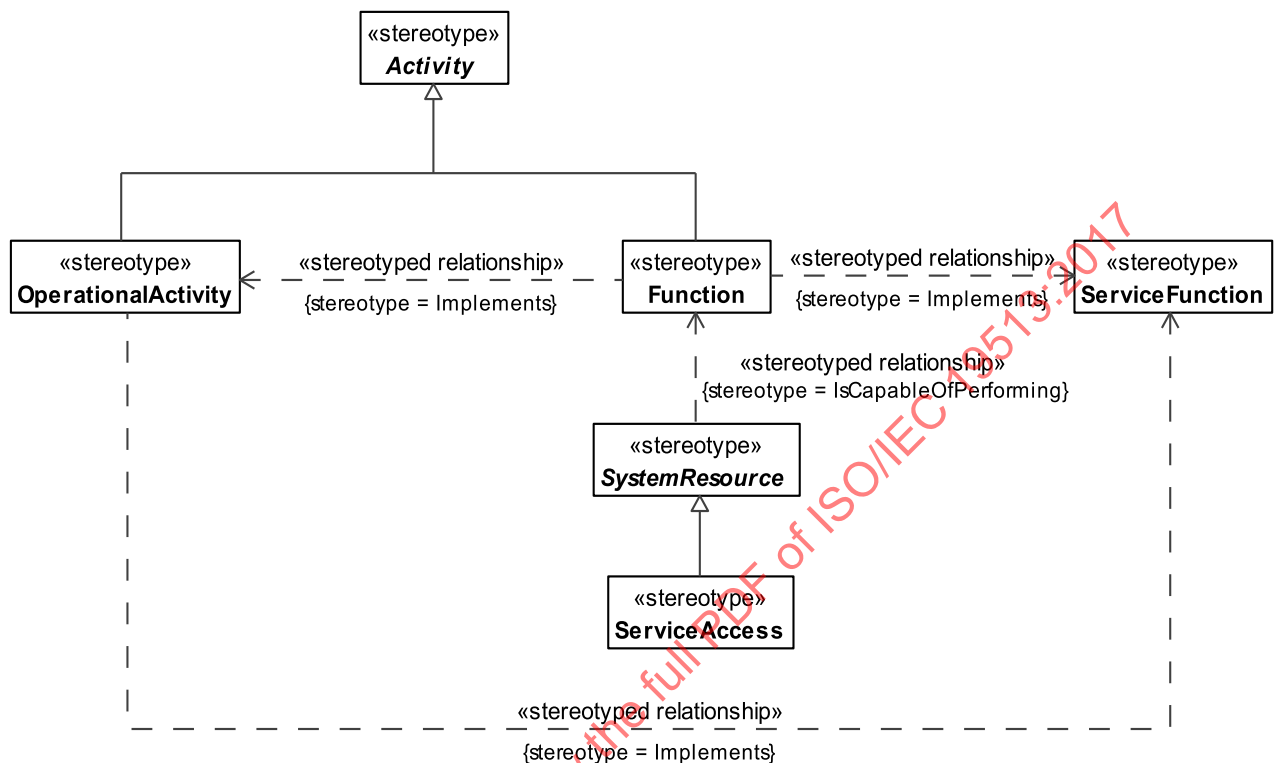 «stereotype»
Activity
«stereotype»
OperationalActivity
«stereotyped relationship»
{stereotype = Implements}
«stereotype»
Function
«stereotyped relationship»
{stereotype = Implements}
«stereotype»
ServiceFunction
«stereotyped relationship»
{stereotype = IsCapableOfPerforming}
«stereotype»
SystemResource
«stereotype»
ServiceAccess
«stereotyped relationship»
{stereotype = Implements}
the full PDF of ISO/IEC 19513:2017